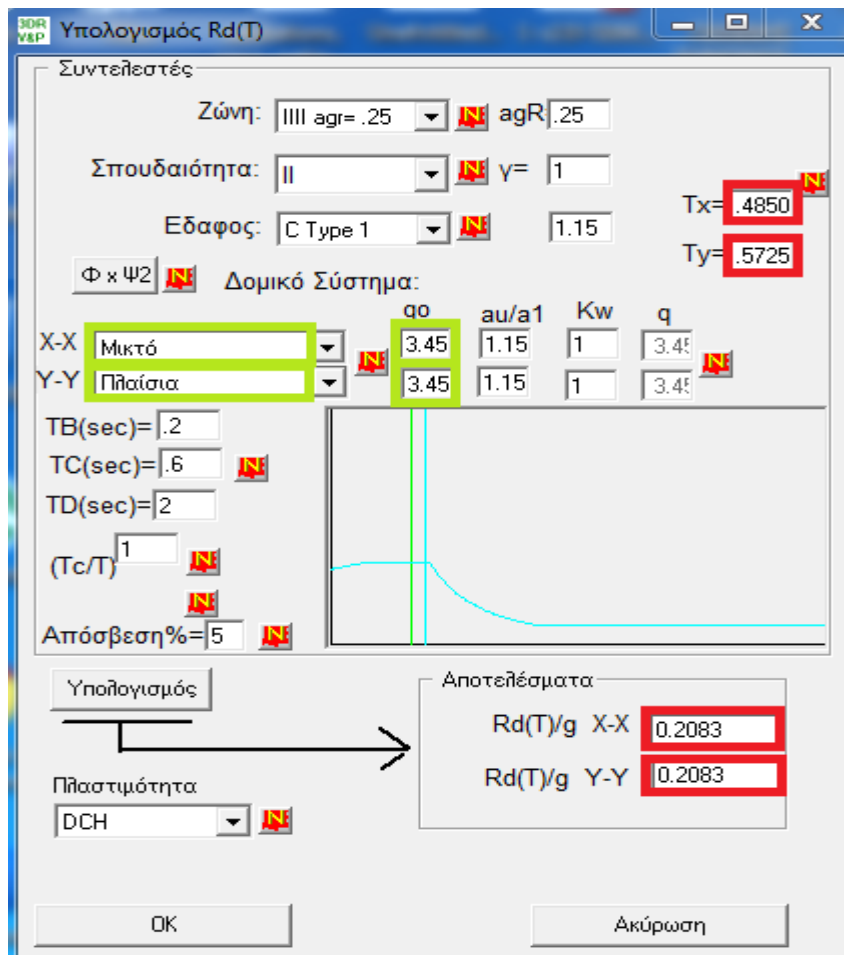 3DR
V&P Υπολογισμός Rd(T)
Συντελεστές
Ζώνη: IIII agr= .25 agR .25
Σπουδαιότητα: II γ= 1
Tx= .4850
Εδαφος: C Type 1 1.15
Ty= .5725
Φ x Ψ2 Δομικό Σύστημα:
qo au/a1 Kw q
X-X Μικτό 3.45 1.15 1 3.45
Y-Y Πλαίσια 3.45 1.15 1 3.45
TB(sec)= .2
TC(sec)= .6
TD(sec)= 2
(Tc/T) 1
Απόσβεση%= 5
Υπολογισμός
Αποτελέσματα
Rd(T)/g X-X 0.2083
Rd(T)/g Y-Y 0.2083
Πλαστιμότητα
DCH
OK Ακύρωση